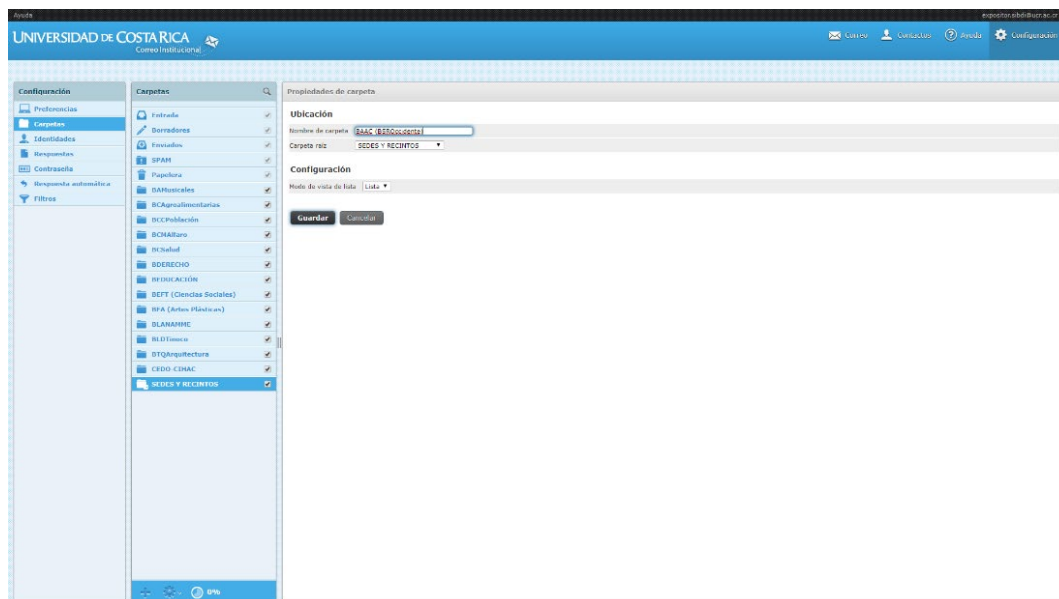 Ayuda
expositor.sibdi@ucr.ac.cr
UNIVERSIDAD DE COSTA RICA
Correo Institucional
Correo
Contactos
Ayuda
Configuración
Configuración
Preferencias
Carpetas
Identidades
Respuestas
Contraseña
Respuesta automática
Filtros
Carpetas
Entrada
Borradores
Enviados
SPAM
Papelera
BAMusicales
BCAgroalimentarias
BCCPoblación
BCMAlfaro
BCSalud
BDERECHO
BEDUCACIÓN
BEFT (Ciencias Sociales)
BFA (Artes Plásticas)
BLANAMME
BLDTinoco
BTQArquitectura
CEDO-CIHAC
SEDES Y RECINTOS
0%
Propiedades de carpeta
Ubicación
Nombre de carpeta BAAC (BSROccidente)
Carpeta raíz SEDES Y RECINTOS
Configuración
Modo de vista de lista Lista
Guardar Cancelar